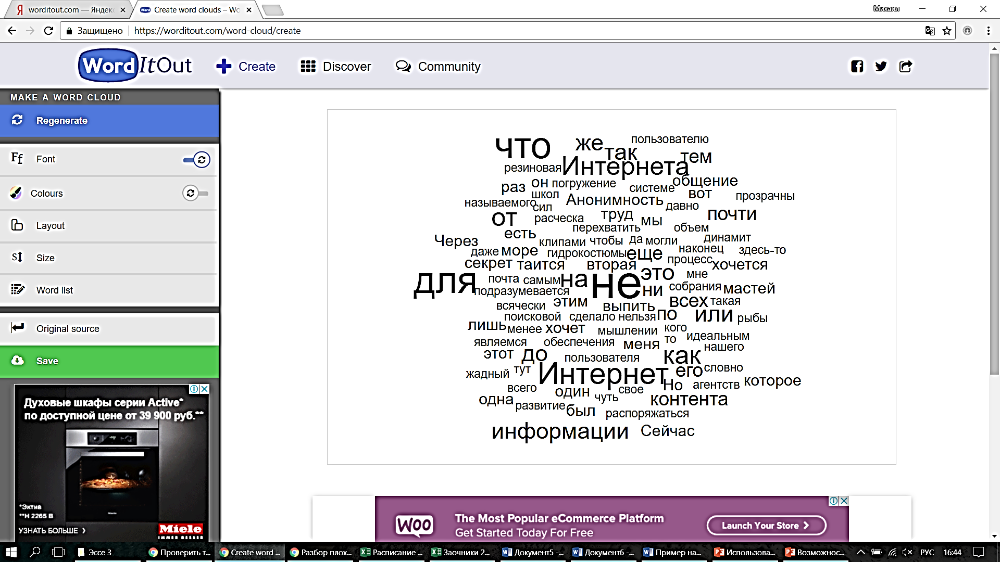 worditout.com — Яндекс
Create word clouds – Wo
Михаил
Защищено
https://worditout.com/word-cloud/create
WordItOut
Create
Discover
Community
MAKE A WORD CLOUD
Regenerate
Font
Colours
Layout
Size
Word list
Original source
Save
что же пользователю
так тем
резиновая Интернета
раз он погружение системе общение
школ вот
называемого Анонимность прозрачны
сил давно
от расческа труд мы почти
перехватить объем
есть
Через клипами чтобы да могли динамит
даже море гидрокостюмы еще наконец здесь-то
секрет таится вторая процесс хочется
для почта самым на не это мне
подразумевается ни собрания мастей
всячески этим выпить всех такая
поисковой сделало нельзя по или рыбы
лишь менее хочет мышлении кого
то идеальным
являемся обеспечения меня нашего
этот до пользователя как
жадный тут Интернет его словно
всего один свое Но агентств которое
одна чуть контента
развитие был распоряжаться
информации Сейчас
Духовые шкафы серии Active*
по доступной цене от 39 900 руб.**
*Эктив
**H 2265 B
УЗНАТЬ БОЛЬШЕ
Miele
IMMER BESSER
WOO
The Most Popular eCommerce Platform
Get Started Today For Free
Launch Your Store
Эссе 3
Проверить т...
Create word ...
Разбор плох...
Расписание ...
Заочники 2...
Документ5 -...
Документ6 -...
Пример на...
Использова...
Возможнос...
РУС
16:44